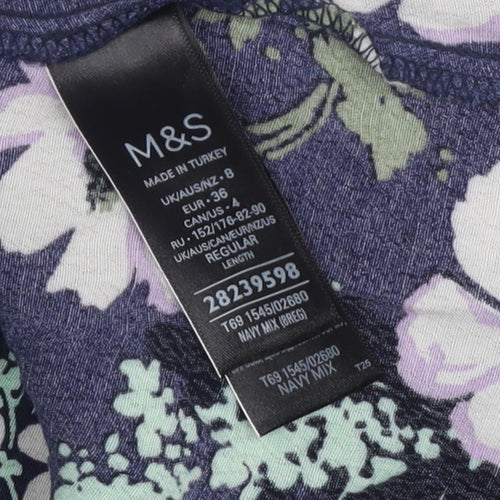 M&S
MADE IN TURKEY
UK/AUS/NZ • 8
EUR • 36
CAN/US • 4
RU • 152/176-82-90
UK/AUS/CAN/EUR/NZ/US
REGULAR
LENGTH
28239598
T69 1545/02680
NAVY MIX (BREG)
T69 1545/02680
NAVY MIX
T25